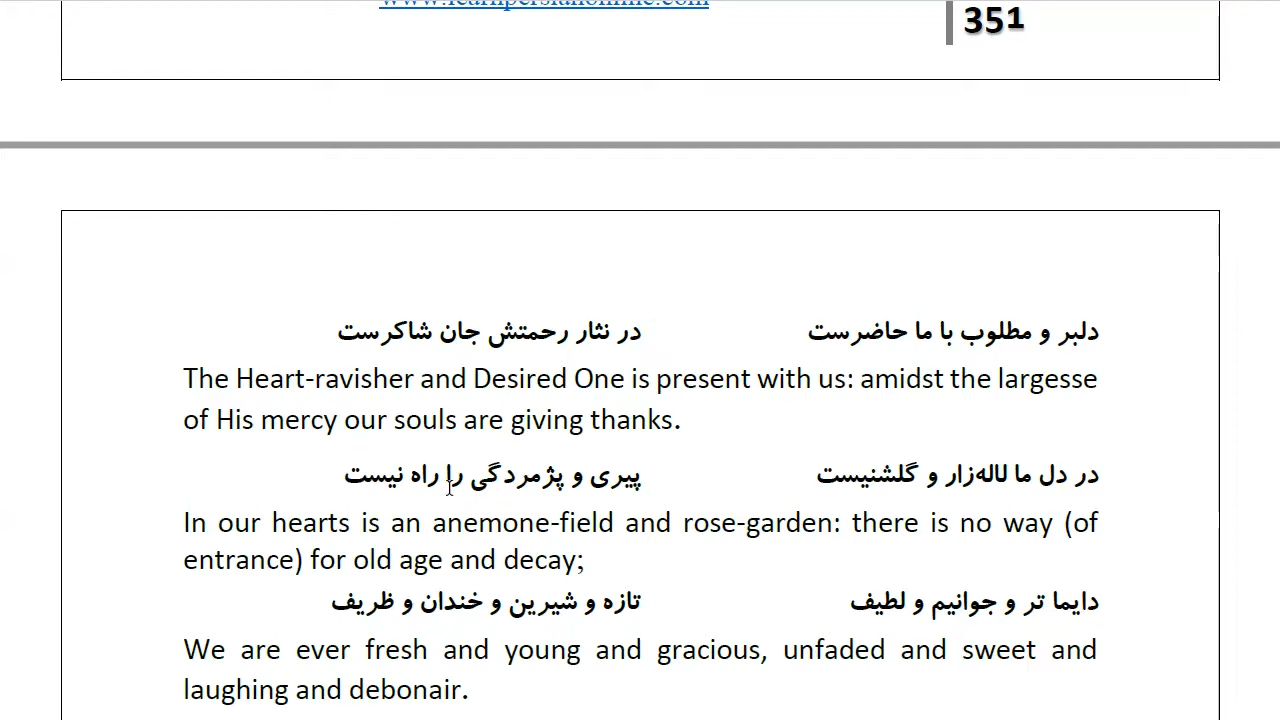 www.learnpersianonline.com
351
دلبر و مطلوب با ما حاضرست در نثار رحمتش جان شاکرست
The Heart-ravisher and Desired One is present with us: amidst the largesse
of His mercy our souls are giving thanks.
در دل ما لاله‌زار و گلشنیست پیری و پژمردگی را راه نیست
In our hearts is an anemone-field and rose-garden: there is no way (of
entrance) for old age and decay;
دایما تر و جوانیم و لطیف تازه و شیرین و خندان و ظریف
We are ever fresh and young and gracious, unfaded and sweet and
laughing and debonair.